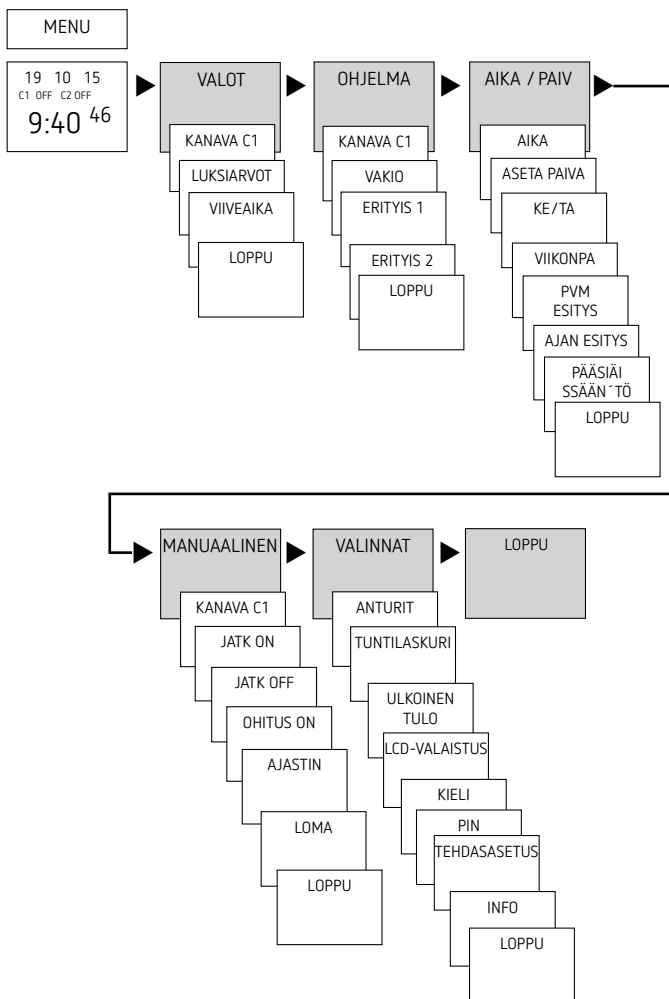 MENU
19 10 15
C1 OFF C2 OFF
9:40 46
VALOT
KANAVA C1
LUKSIARVOT
VIIVEAIKA
LOPPU
OHJELMA
KANAVA C1
VAKIO
ERITYIS 1
ERITYIS 2
LOPPU
AIKA / PAIV
AIKA
ASETA PAIVA
KE/TA
VIIKONPA
PVM
ESITYS
AJAN ESITYS
PÄÄSIÄI
SSÄÄN´TÖ
LOPPU
MANUAALINEN
KANAVA C1
JATK ON
JATK OFF
OHITUS ON
AJASTIN
LOMA
LOPPU
VALINNAT
ANTURIT
TUNTILASKURI
ULKOINEN
TULO
LCD-VALAISTUS
KIELI
PIN
TEHDASASETUS
INFO
LOPPU
LOPPU